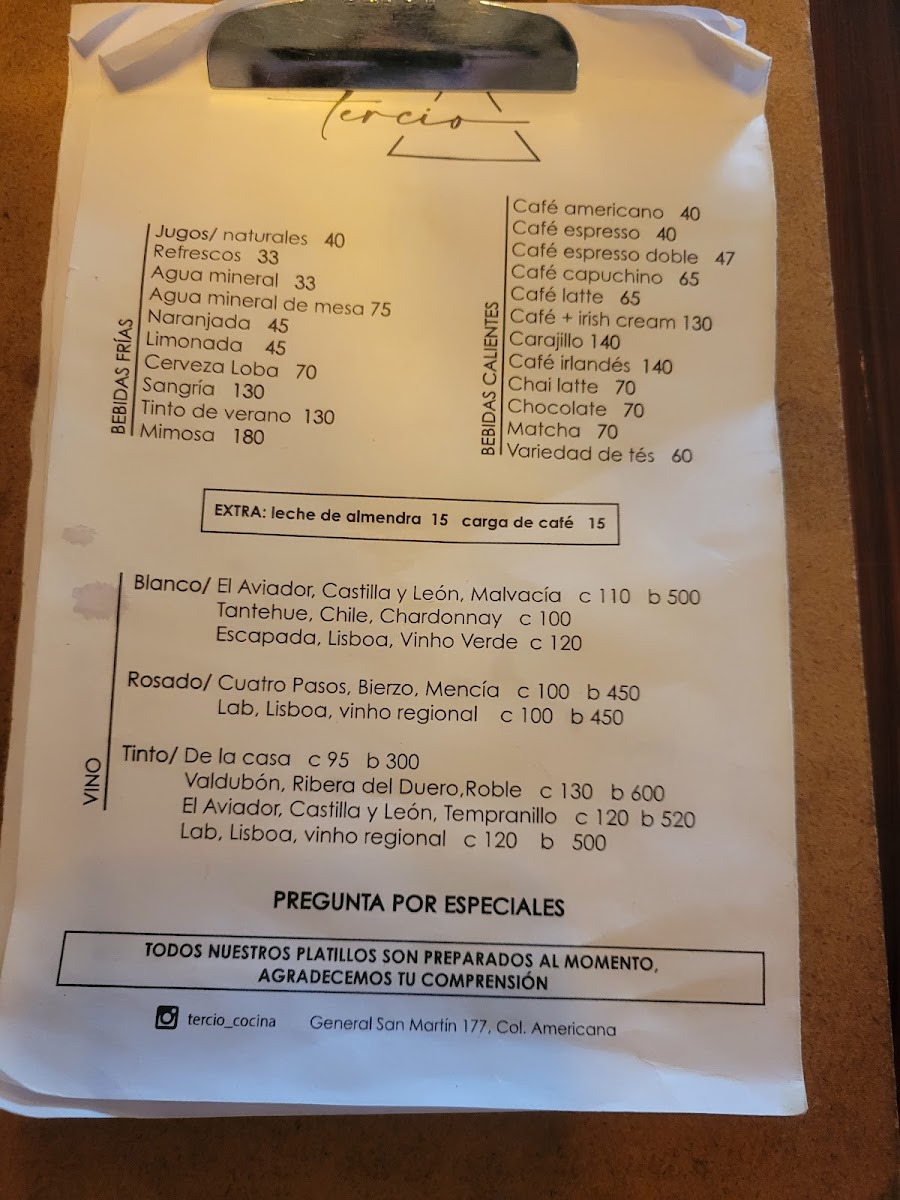 Tercio
BEBIDAS FRÍAS
Jugos/ naturales 40
Refrescos 33
Agua mineral 33
Agua mineral de mesa 75
Naranjada 45
Limonada 45
Cerveza Loba 70
Sangría 130
Tinto de verano 130
Mimosa 180
BEBIDAS CALIENTES
Café americano 40
Café espresso 40
Café espresso doble 47
Café capuchino 65
Café latte 65
Café + irish cream 130
Carajillo 140
Café irlandés 140
Chai latte 70
Chocolate 70
Matcha 70
Variedad de tés 60
EXTRA: leche de almendra 15 carga de café 15
VINO
Blanco/ El Aviador, Castilla y León, Malvacía c 110 b 500
Tantehue, Chile, Chardonnay c 100
Escapada, Lisboa, Vinho Verde c 120
Rosado/ Cuatro Pasos, Bierzo, Mencía c 100 b 450
Lab, Lisboa, vinho regional c 100 b 450
Tinto/ De la casa c 95 b 300
Valdubón, Ribera del Duero,Roble c 130 b 600
El Aviador, Castilla y León, Tempranillo c 120 b 520
Lab, Lisboa, vinho regional c 120 b 500
PREGUNTA POR ESPECIALES
TODOS NUESTROS PLATILLOS SON PREPARADOS AL MOMENTO,
AGRADECEMOS TU COMPRENSIÓN
tercio_cocina General San Martín 177, Col. Americana